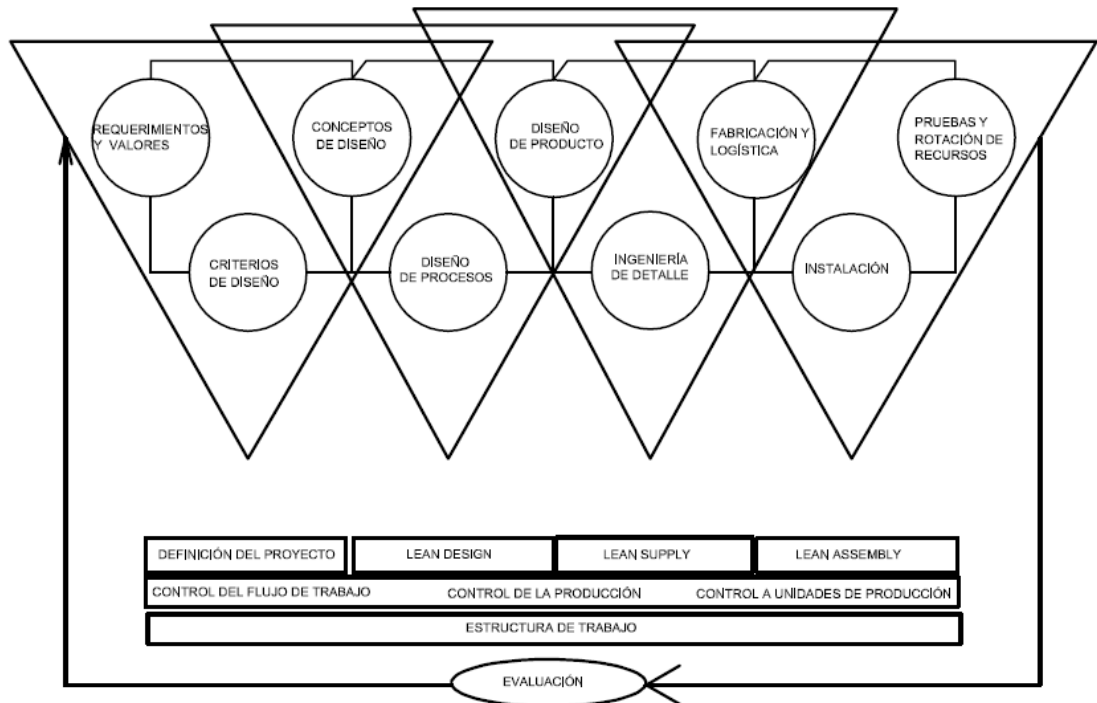 REQUERIMIENTOS
Y VALORES
CONCEPTOS
DE DISEÑO
DISEÑO
DE PRODUCTO
FABRICACIÓN Y
LOGÍSTICA
PRUEBAS Y
ROTACIÓN DE
RECURSOS
CRITERIOS
DE DISEÑO
DISEÑO
DE PROCESOS
INGENIERÍA
DE DETALLE
INSTALACIÓN
DEFINICIÓN DEL PROYECTO
LEAN DESIGN
LEAN SUPPLY
LEAN ASSEMBLY
CONTROL DEL FLUJO DE TRABAJO
CONTROL DE LA PRODUCCIÓN
CONTROL A UNIDADES DE PRODUCCIÓN
ESTRUCTURA DE TRABAJO
EVALUACIÓN